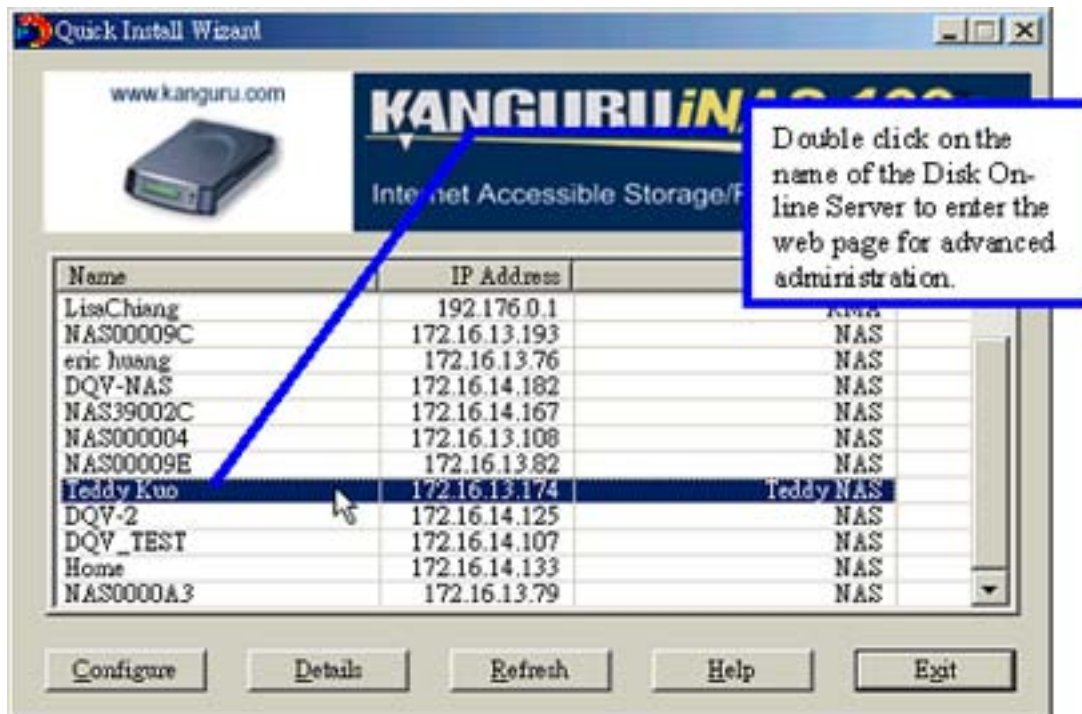 Quick Install Wizard
www.kanguru.com
KANGURU iNAS-100
Internet Accessible Storage/
Double click on the
name of the Disk On-
line Server to enter the
web page for advanced
administration.
Name IP Address
LisaChiang 192.176.0.1 KMA
NAS00009C 172.16.13.193 NAS
eric huang 172.16.13.76 NAS
DQV-NAS 172.16.14.182 NAS
NAS39002C 172.16.14.167 NAS
NAS000004 172.16.13.108 NAS
NAS00009E 172.16.13.82 NAS
Teddy Kuo 172.16.13.174 Teddy NAS
DQV-2 172.16.14.125 NAS
DQV_TEST 172.16.14.107 NAS
Home 172.16.14.133 NAS
NAS0000A3 172.16.13.79 NAS
Configure Details Refresh Help Exit